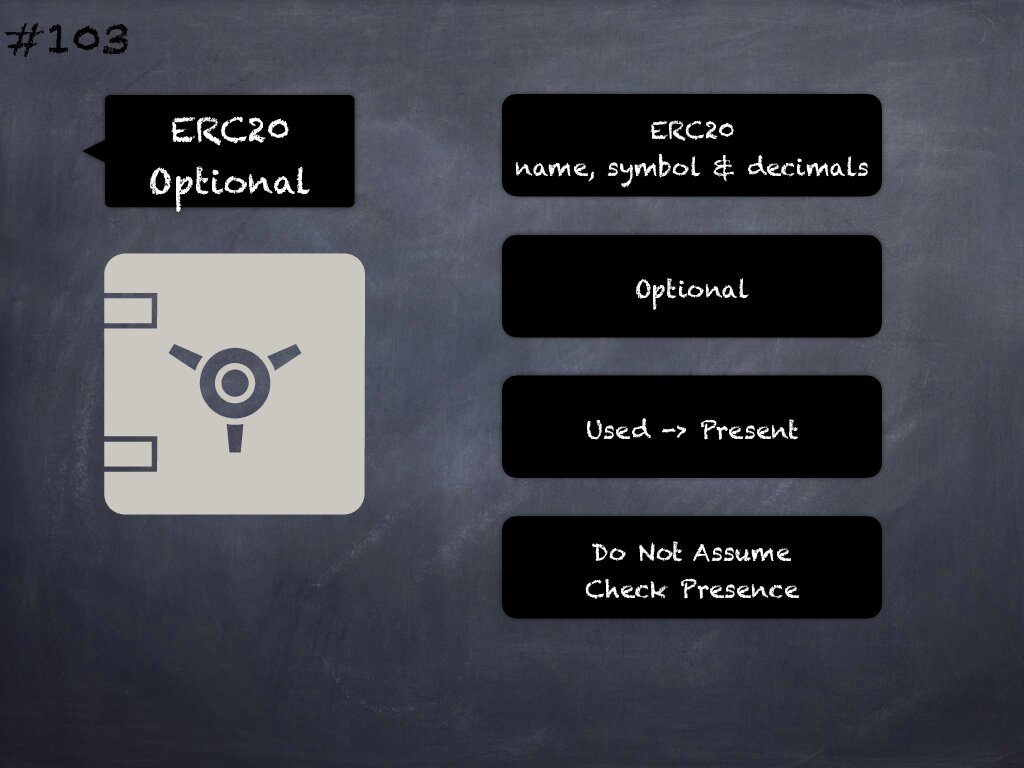 #103
ERC20
Optional
ERC20
name, symbol & decimals
Optional
Used -> Present
Do Not Assume
Check Presence